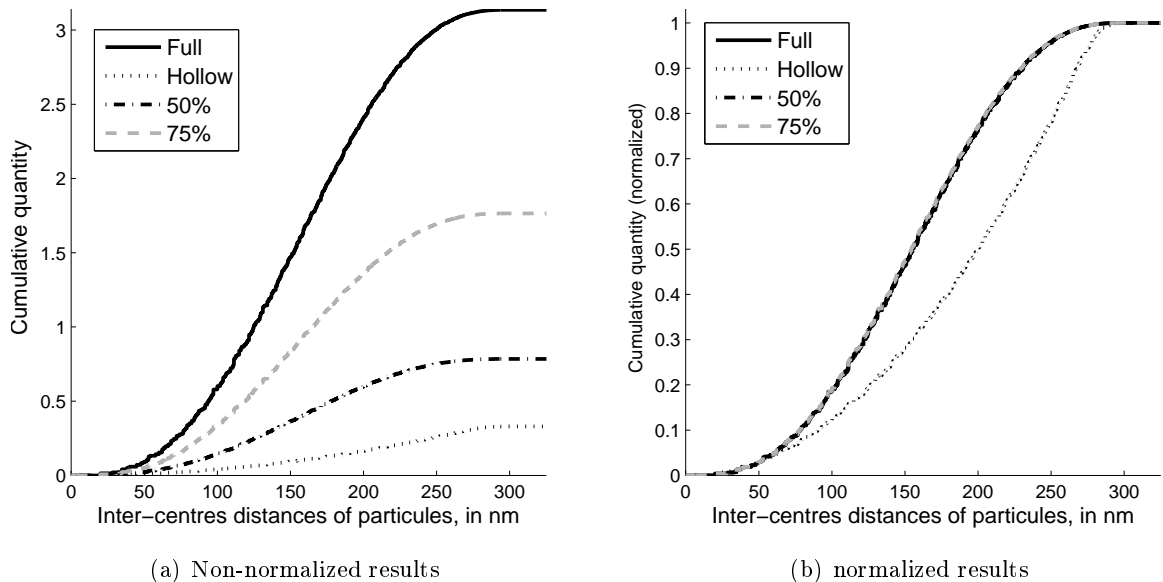 3
2.5
2
1.5
1
0.5
0
Cumulative quantity
Full
Hollow
50%
75%
0 50 100 150 200 250 300
Inter-centres distances of particules, in nm
(a) Non-normalized results
1
0.9
0.8
0.7
0.6
0.5
0.4
0.3
0.2
0.1
0
Cumulative quantity (normalized)
Full
Hollow
50%
75%
0 50 100 150 200 250 300
Inter-centres distances of particules, in nm
(b) normalized results